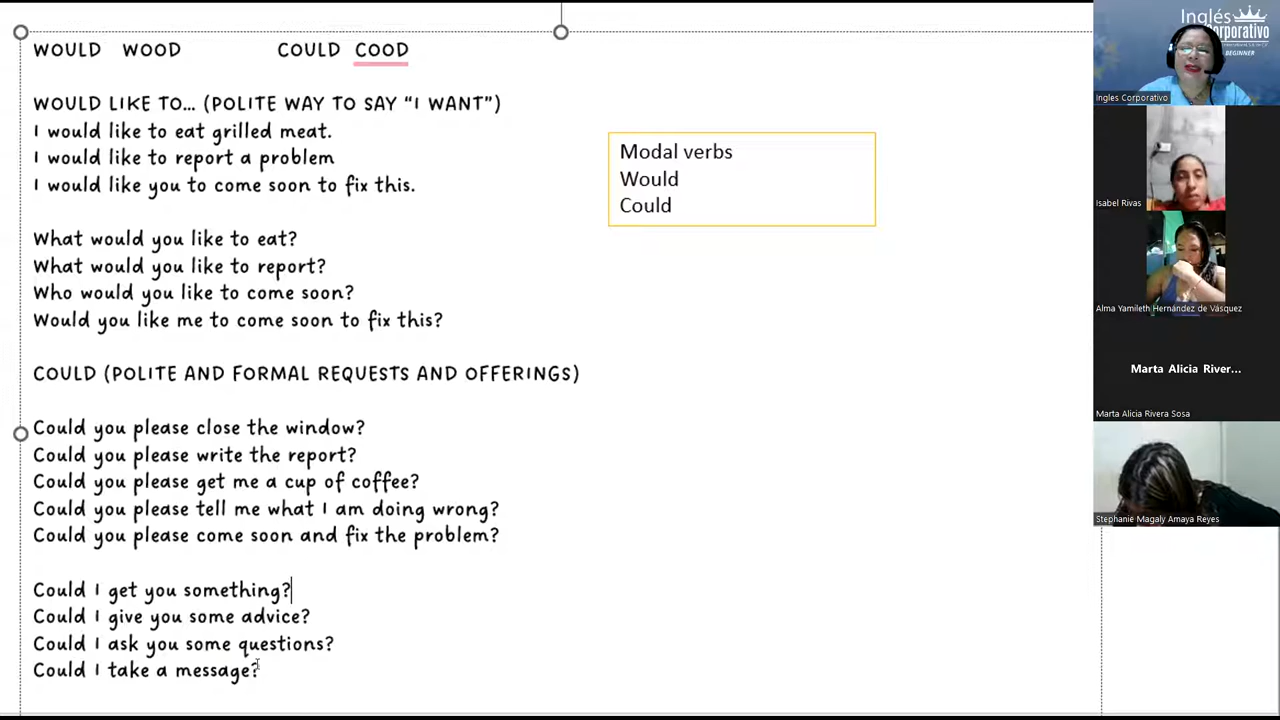 WOULD WOOD COULD COOD
WOULD LIKE TO... (POLITE WAY TO SAY “I WANT”)
I would like to eat grilled meat.
I would like to report a problem
I would like you to come soon to fix this.
What would you like to eat?
What would you like to report?
Who would you like to come soon?
Would you like me to come soon to fix this?
COULD (POLITE AND FORMAL REQUESTS AND OFFERINGS)
Could you please close the window?
Could you please write the report?
Could you please get me a cup of coffee?
Could you please tell me what I am doing wrong?
Could you please come soon and fix the problem?
Could I get you something?
Could I give you some advice?
Could I ask you some questions?
Could I take a message?
Modal verbs
Would
Could
Inglés
Corporativo
BEGINNER
Ingles Corporativo
Isabel Rivas
Alma Yamileth Hernández de Vásquez
Marta Alicia River...
Marta Alicia Rivera Sosa
Stephanie Magaly Amaya Reyes